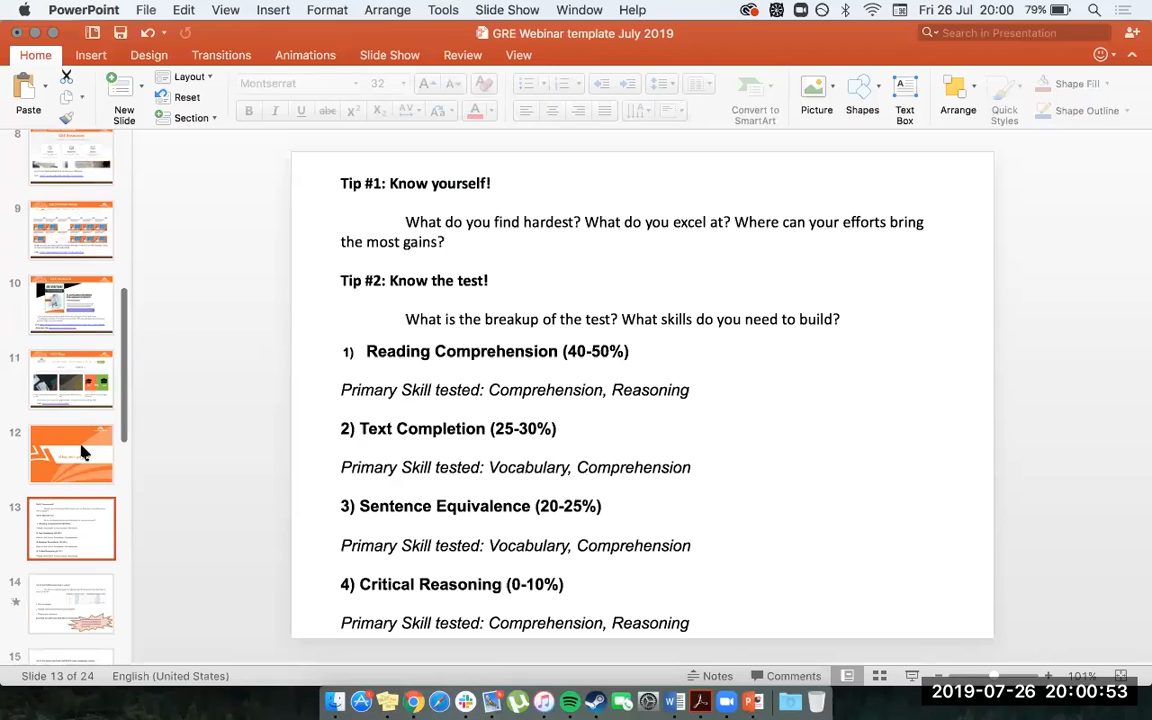 PowerPoint File Edit View Insert Format Arrange Tools Slide Show Window Help 79% Fri 26 Jul 20:00
GRE Webinar template July 2019
Search in Presentation
Home Insert Design Transitions Animations Slide Show Review View
Paste
New Slide
Layout
Reset
Section
Montserrat 32
B I U abc X² X₂ AV Aa A
Convert to SmartArt
Picture
Shapes
Text Box
Arrange
Quick Styles
Shape Fill
Shape Outline
8
9
10
11
12
13
14
15
Tip #1: Know yourself!
What do you find hardest? What do you excel at? Where can your efforts bring
the most gains?
Tip #2: Know the test!
What is the breakup of the test? What skills do you need to build?
1) Reading Comprehension (40-50%)
Primary Skill tested: Comprehension, Reasoning
2) Text Completion (25-30%)
Primary Skill tested: Vocabulary, Comprehension
3) Sentence Equivalence (20-25%)
Primary Skill tested: Vocabulary, Comprehension
4) Critical Reasoning (0-10%)
Primary Skill tested: Comprehension, Reasoning
Slide 13 of 24 English (United States) Notes Comments 101%
2019-07-26 20:00:53